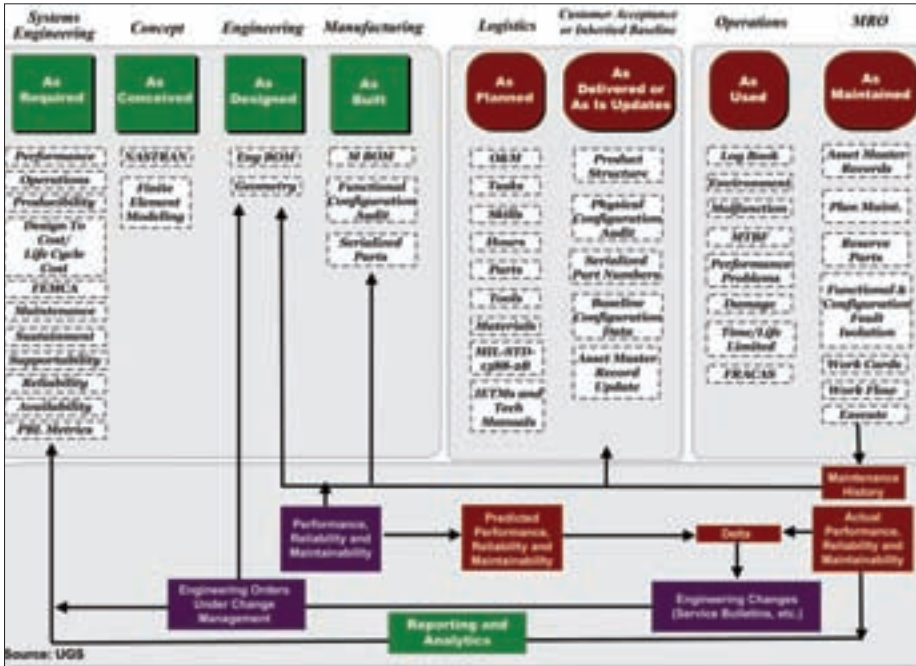 Systems
Engineering
Concept
Engineering
Manufacturing
Logistics
Customer Acceptance
or Inherited Baseline
Operations
MRO
As
Required
As
Conceived
As
Designed
As
Built
As
Planned
As
Delivered or
As Is Updates
As
Used
As
Maintained
Performance
Operations
Producibility
Design To
Cost/
Life Cycle
Cost
FEMCA
Maintenance
Sustainment
Supportability
Reliability
Availability
PBL Metrics
NASTRAN
Finite
Element
Modeling
Eng BOM
Geometry
M BOM
Functional
Configuration
Audit
Serialized
Parts
O&M
Tasks
Skills
Hours
Parts
Tools
Materials
MIL-STD-
1388-2B
IETMs and
Tech
Manuals
Product
Structure
Physical
Configuration
Audit
Serialized
Part Numbers
Baseline
Configuration
Data
Asset Master
Record
Update
Log Book
Environment
Malfunction
MTBF
Performance
Problems
Damage
Time/Life
Limited
FRACAS
Asset Master
Records
Plan Maint.
Reserve
Parts
Functional &
Configuration
Fault
Isolation
Work Cards
Work Flow
Execute
Maintenance
History
Performance,
Reliability and
Maintainability
Predicted
Performance,
Reliability and
Maintainability
Delta
Actual
Performance,
Reliability and
Maintainability
Engineering Orders
Under Change
Management
Engineering Changes
(Service Bulletins, etc.)
Reporting and
Analytics
Source: UGS